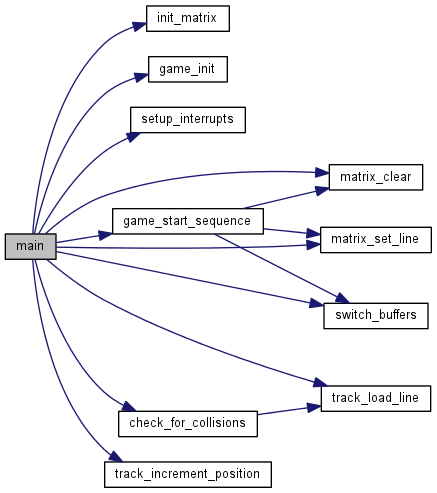 init_matrix
game_init
setup_interrupts
matrix_clear
game_start_sequence
matrix_set_line
main
switch_buffers
track_load_line
check_for_collisions
track_increment_position